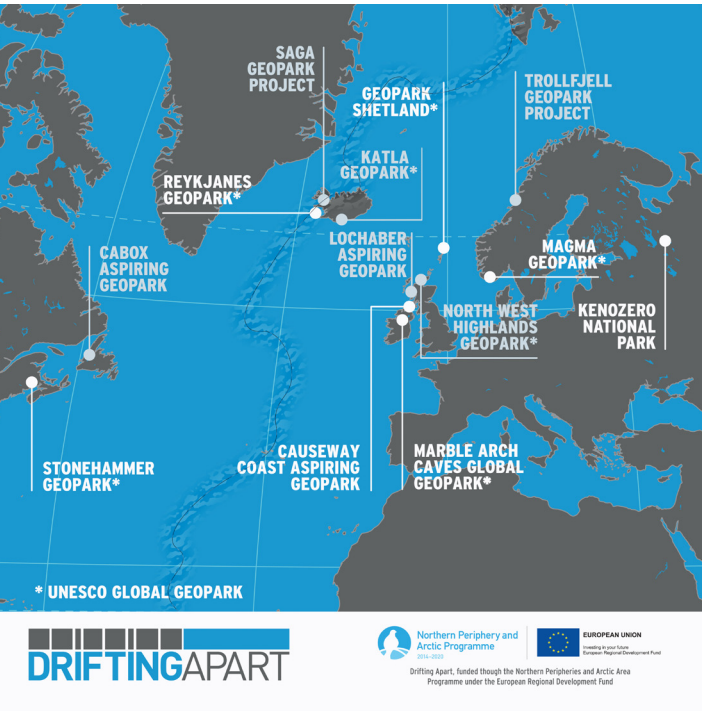 SAGA
GEOPARK
PROJECT
GEOPARK
SHETLAND*
TROLLFJELL
GEOPARK
PROJECT
KATLA
GEOPARK*
REYKJANES
GEOPARK*
LOCHABER
ASPIRING
GEOPARK
MAGMA
GEOPARK*
CABOX
ASPIRING
GEOPARK
NORTH WEST
HIGHLANDS
GEOPARK*
KENOZERO
NATIONAL
PARK
STONEHAMMER
GEOPARK*
CAUSEWAY
COAST ASPIRING
GEOPARK
MARBLE ARCH
CAVES GLOBAL
GEOPARK*
* UNESCO GLOBAL GEOPARK
DRIFTINGAPART
Northern Periphery and
Arctic Programme
2014–2020
EUROPEAN UNION
Investing in your future
European Regional Development Fund
Drifting Apart, funded though the Northern Peripheries and Arctic Area
Programme under the European Regional Development Fund